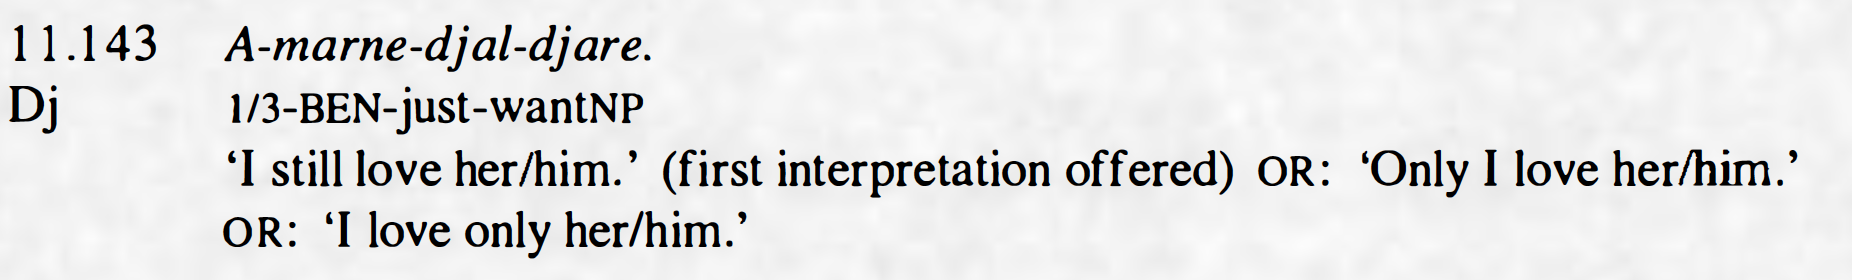 11.143 A-marne-djal-djare.
Dj 1/3-BEN-just-wantNP
‘I still love her/him.’ (first interpretation offered) OR: ‘Only I love her/him.’
OR: ‘I love only her/him.’